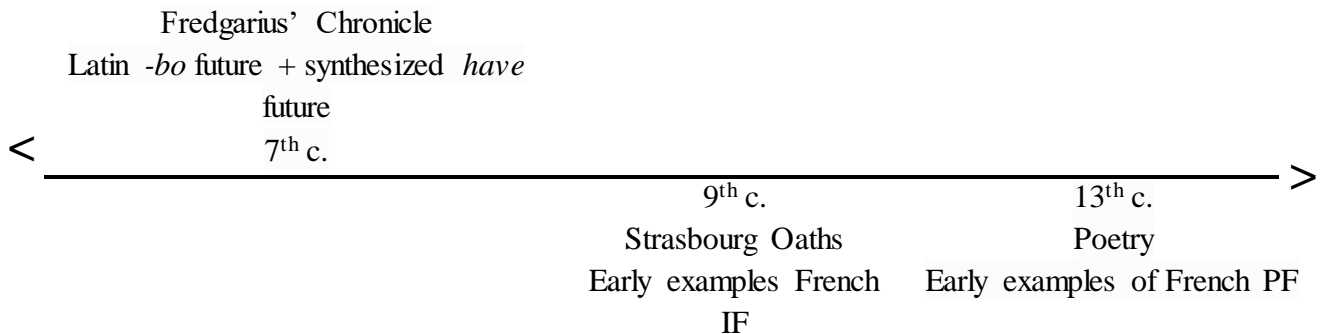 Fredgarius’ Chronicle
Latin -bo future + synthesized have
future
7th c.
< >
9th c. 13th c.
Strasbourg Oaths Poetry
Early examples French Early examples of French PF
IF